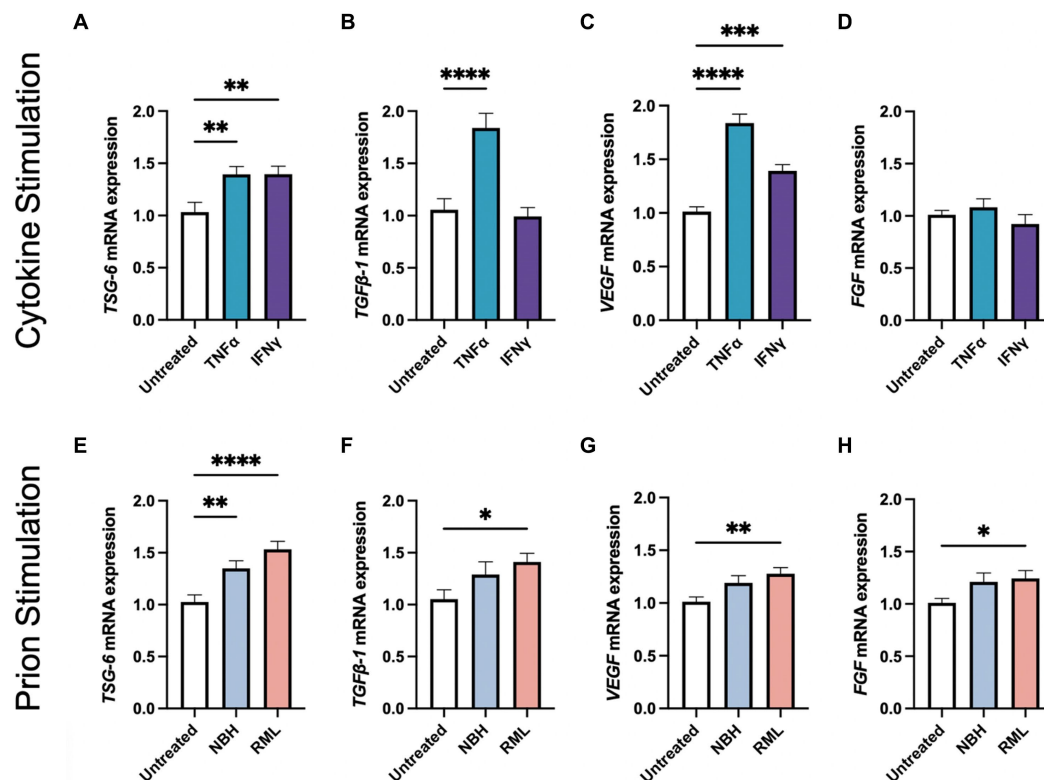 Cytokine Stimulation
A
**
**
TSG-6 mRNA expression
2.0
1.5
1.0
0.5
0.0
Untreated
TNFα
IFNγ
B
****
TGFβ-1 mRNA expression
2.0
1.5
1.0
0.5
0.0
Untreated
TNFα
IFNγ
C
***
****
VEGF mRNA expression
2.0
1.5
1.0
0.5
0.0
Untreated
TNFα
IFNγ
D
FGF mRNA expression
2.0
1.5
1.0
0.5
0.0
Untreated
TNFα
IFNγ
Prion Stimulation
E
****
**
TSG-6 mRNA expression
2.0
1.5
1.0
0.5
0.0
Untreated
NBH
RML
F
*
TGFβ-1 mRNA expression
2.0
1.5
1.0
0.5
0.0
Untreated
NBH
RML
G
**
VEGF mRNA expression
2.0
1.5
1.0
0.5
0.0
Untreated
NBH
RML
H
*
FGF mRNA expression
2.0
1.5
1.0
0.5
0.0
Untreated
NBH
RML